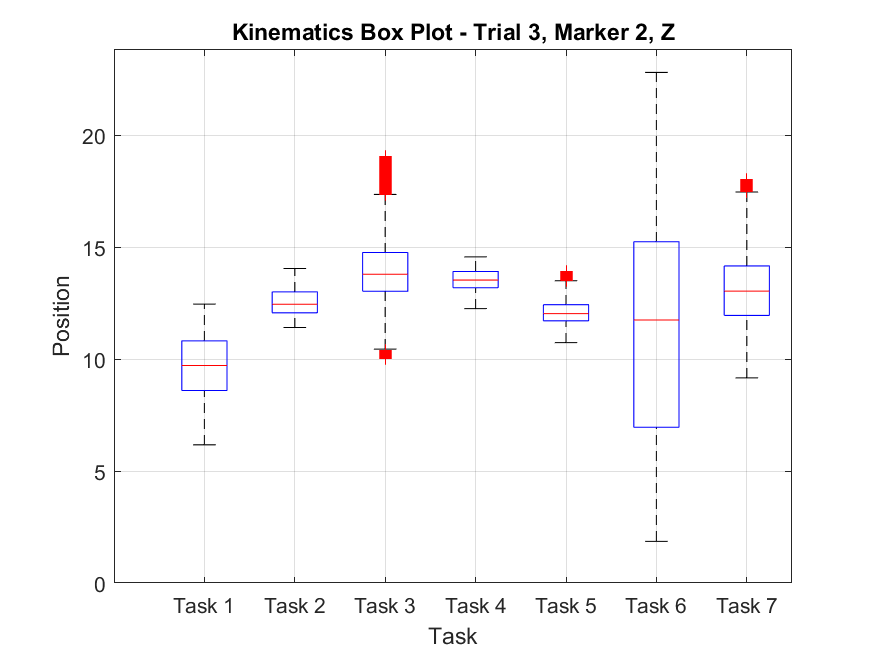 Kinematics Box Plot - Trial 3, Marker 2, Z
Position
20
15
10
5
0
Task 1 Task 2 Task 3 Task 4 Task 5 Task 6 Task 7
Task